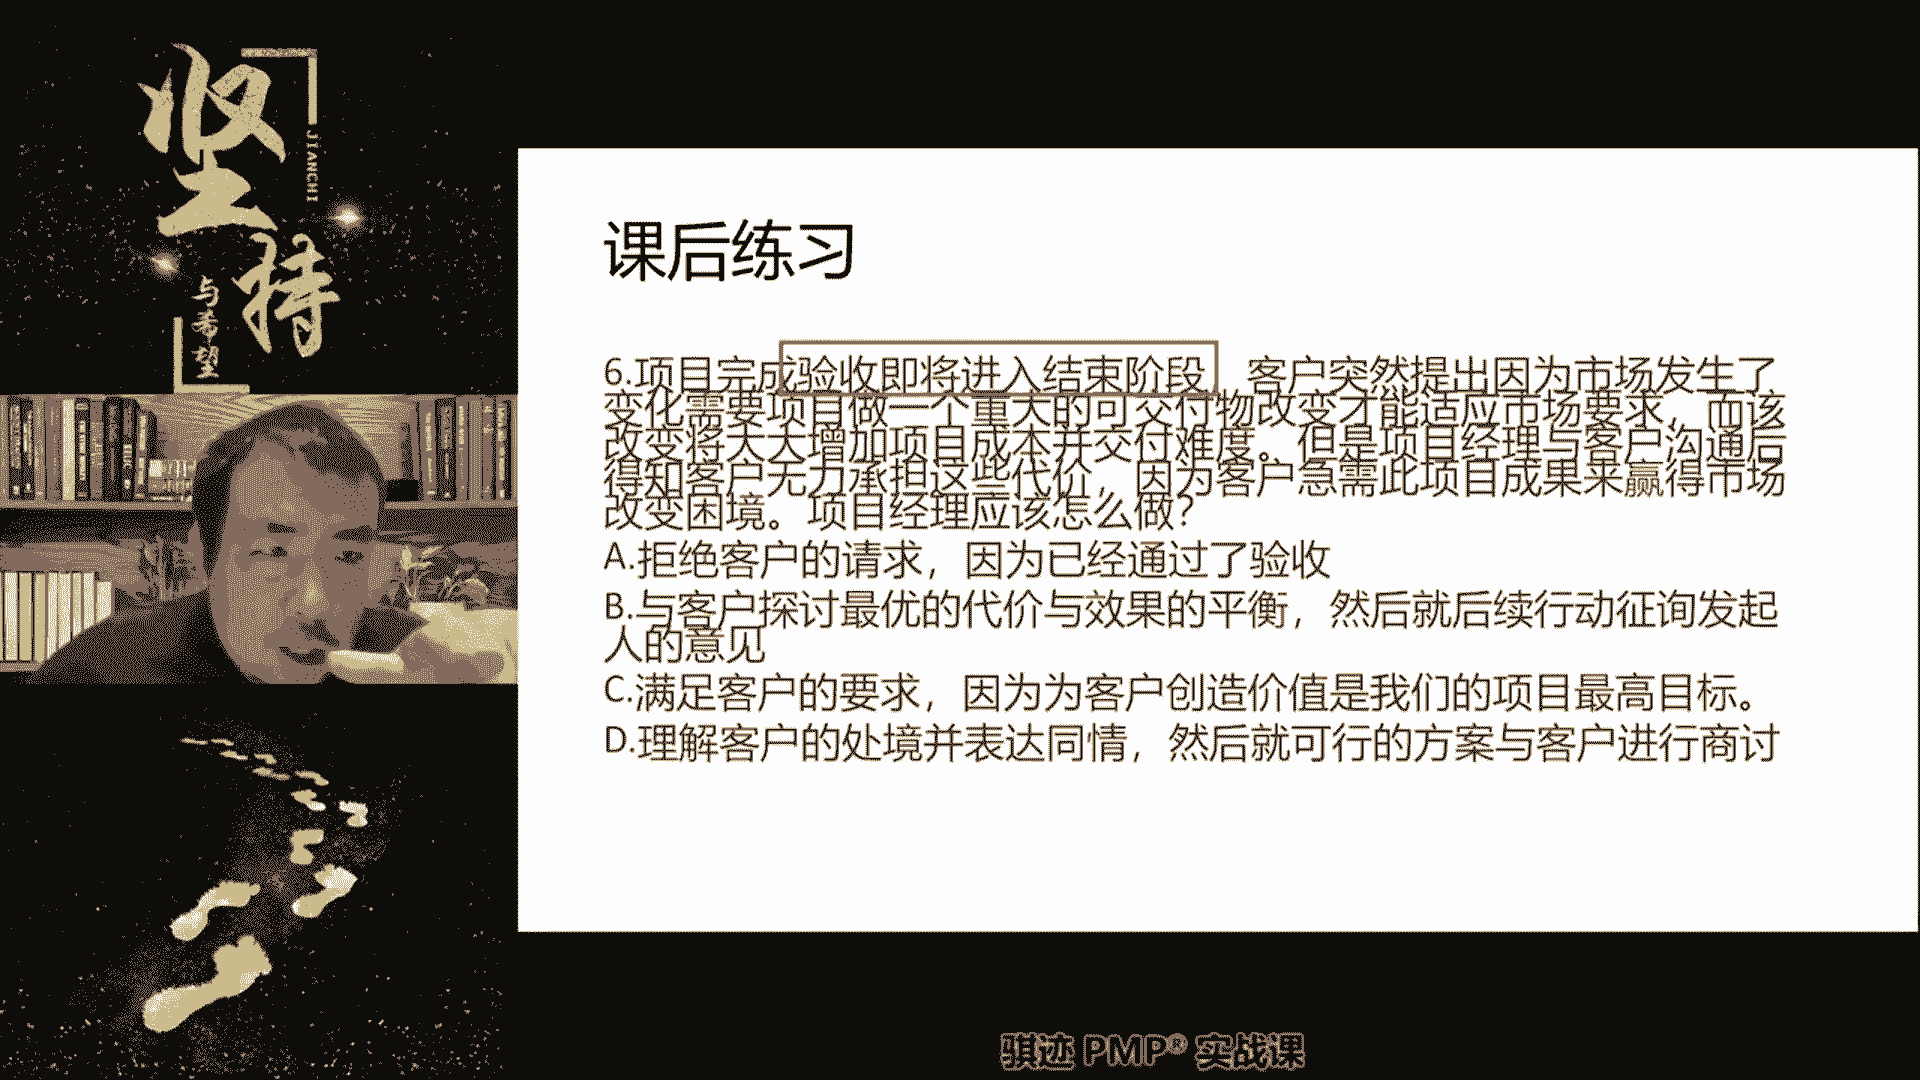 坚持
JIANCHI
与希望
课后练习
6.项目完成验收即将进入结束阶段，客户突然提出因为市场发生了
变化需要项目做一个重大的可交付物改变才能适应市场要求，而该
改变将大大增加项目成本并交付难度。但是项目经理与客户沟通后
得知客户无力承担这些代价，因为客户急需此项目成果来赢得市场
改变困境。项目经理应该怎么做？
A.拒绝客户的请求，因为已经通过了验收
B.与客户探讨最优的代价与效果的平衡，然后就后续行动征询发起
人的意见
C.满足客户的要求，因为为客户创造价值是我们的项目最高目标。
D.理解客户的处境并表达同情，然后就可行的方案与客户进行商讨
骐迹 PMP® 实战课